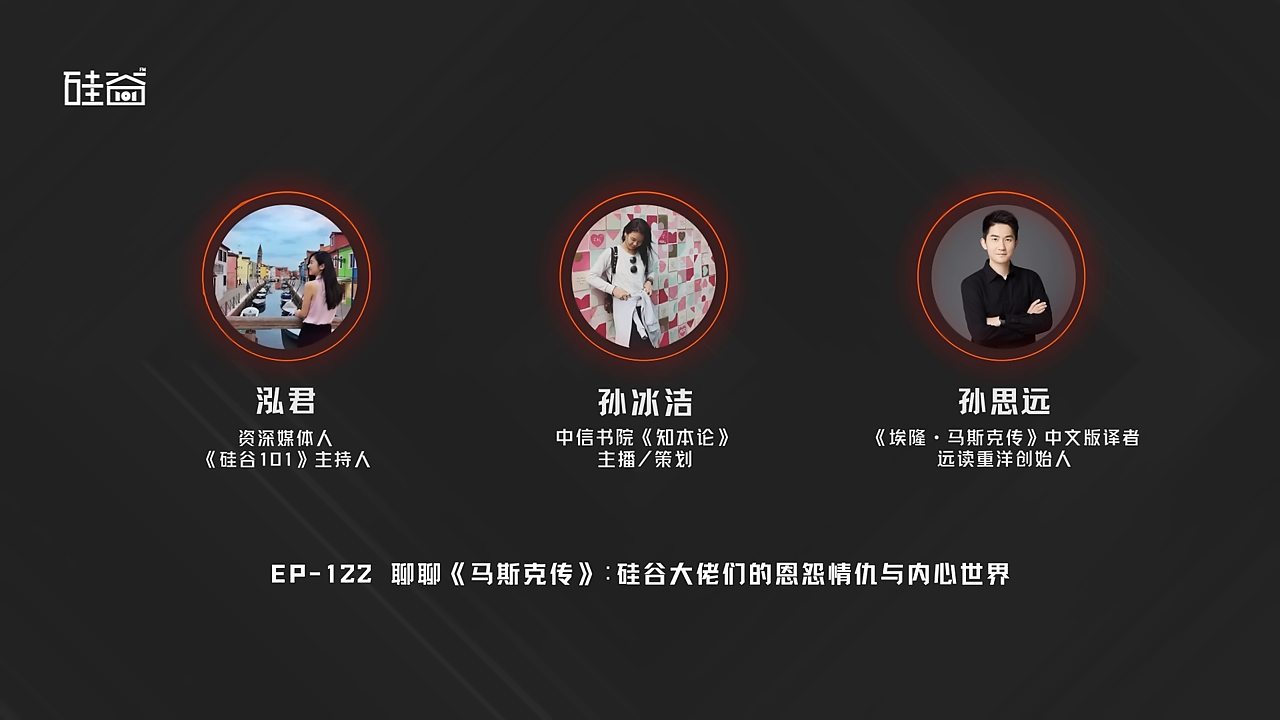 硅谷101
泓君
资深媒体人
《硅谷101》主持人
孙冰洁
中信书院《知本论》
主播/策划
孙思远
《埃隆·马斯克传》中文版译者
远读重洋创始人
EP-122 聊聊《马斯克传》:硅谷大佬们的恩怨情仇与内心世界